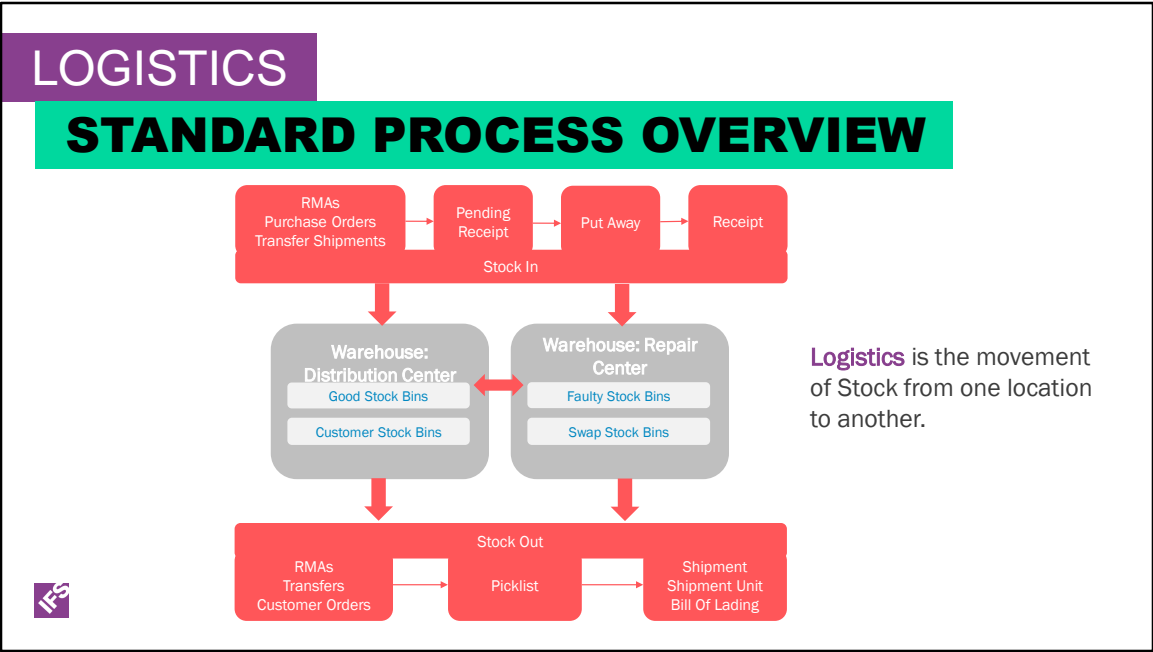 LOGISTICS
STANDARD PROCESS OVERVIEW
RMAs
Purchase Orders
Transfer Shipments
Pending
Receipt
Put Away
Receipt
Stock In
Warehouse:
Distribution Center
Good Stock Bins
Customer Stock Bins
Warehouse: Repair
Center
Faulty Stock Bins
Swap Stock Bins
Logistics is the movement
of Stock from one location
to another.
Stock Out
RMAs
Transfers
Customer Orders
Picklist
Shipment
Shipment Unit
Bill Of Lading
IFS